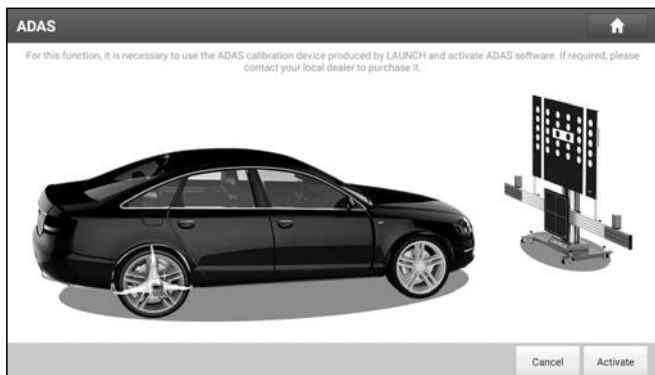 ADAS
For this function, it is necessary to use the ADAS calibration device produced by LAUNCH and activate ADAS software. If required, please
contact your local dealer to purchase it.
LAUNCH
Cancel Activate